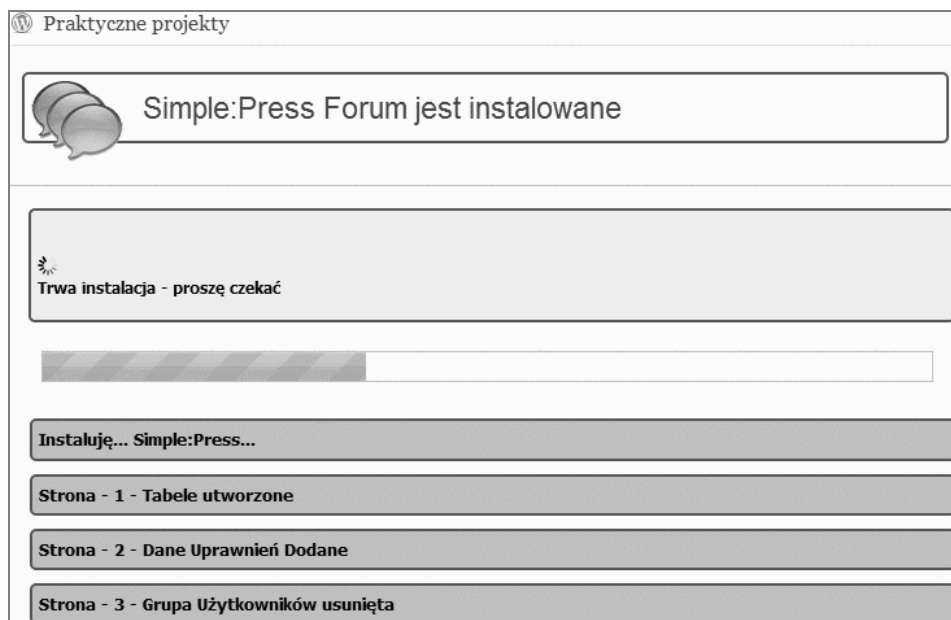 Praktyczne projekty
Simple:Press Forum jest instalowane
Trwa instalacja - proszę czekać
Instaluję... Simple:Press...
Strona - 1 - Tabele utworzone
Strona - 2 - Dane Uprawnień Dodane
Strona - 3 - Grupa Użytkowników usunięta